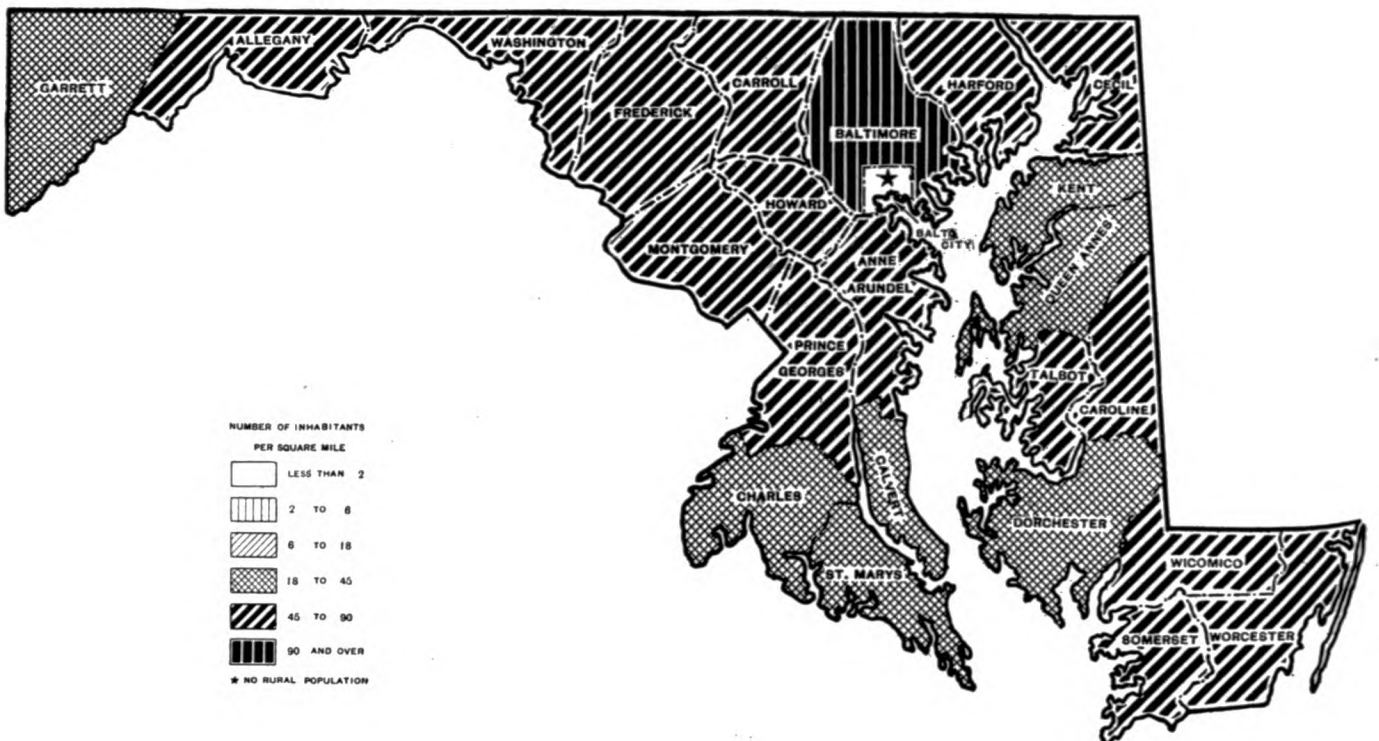 ALLEGANY
WASHINGTON
GARRETT
CARROLL
HARFORD
CECIL
FREDERICK
BALTIMORE
★
KENT
HOWARD
BALTO
CITY
MONTGOMERY
ANNE
ARUNDEL
QUEEN ANNES
PRINCE
GEORGES
TALBOT
CAROLINE
CALVERT
CHARLES
DORCHESTER
ST. MARYS
WICOMICO
SOMERSET
WORCESTER
NUMBER OF INHABITANTS
PER SQUARE MILE
LESS THAN 2
2 TO 6
6 TO 18
18 TO 45
45 TO 90
90 AND OVER
★ NO RURAL POPULATION